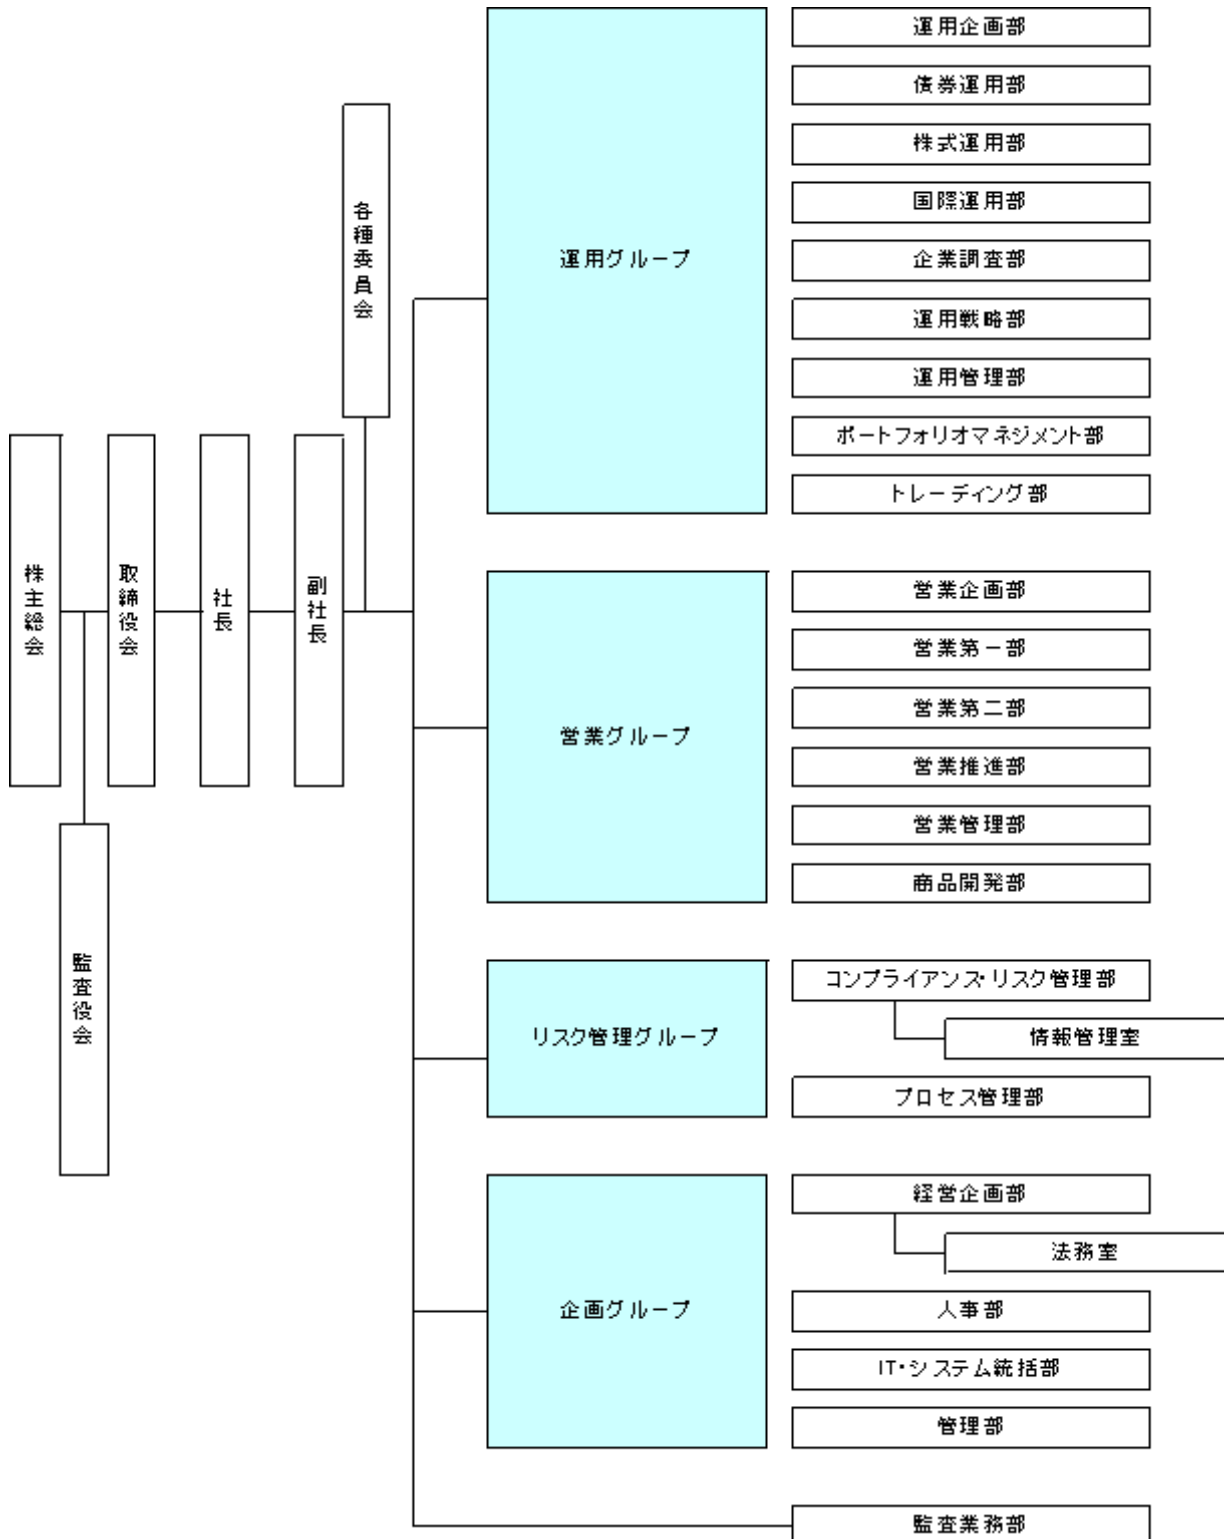 株主総会
監査役会
取締役会
社長
副社長
各種委員会
運用グループ
運用企画部
債券運用部
株式運用部
国際運用部
企業調査部
運用戦略部
運用管理部
ポートフォリオマネジメント部
トレーディング部
営業グループ
営業企画部
営業第一部
営業第二部
営業推進部
営業管理部
商品開発部
リスク管理グループ
コンプライアンス・リスク管理部
情報管理室
プロセス管理部
企画グループ
経営企画部
法務室
人事部
IT・システム統括部
管理部
監査業務部